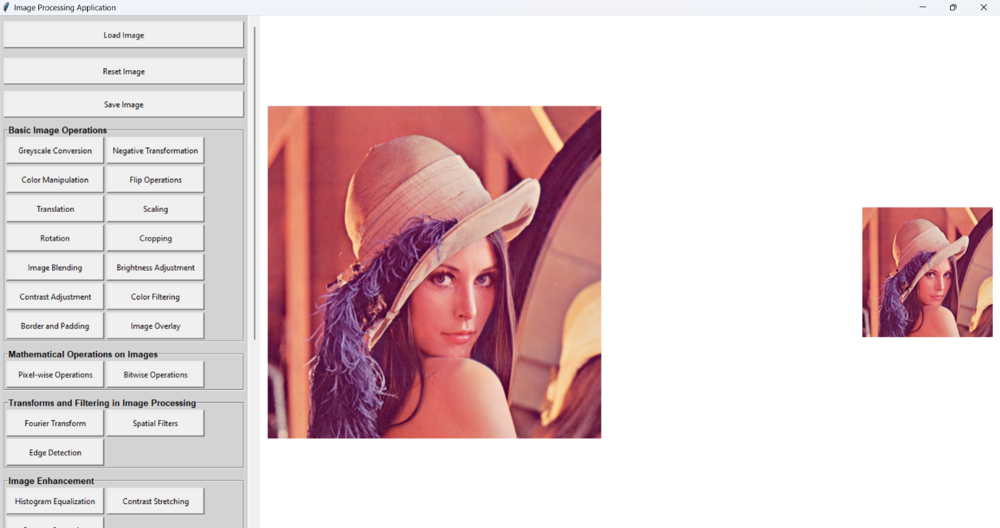 Image Processing Application
Load Image
Reset Image
Save Image
Basic Image Operations
Greyscale Conversion Negative Transformation
Color Manipulation Flip Operations
Translation Scaling
Rotation Cropping
Image Blending Brightness Adjustment
Contrast Adjustment Color Filtering
Border and Padding Image Overlay
Mathematical Operations on Images
Pixel-wise Operations Bitwise Operations
Transforms and Filtering in Image Processing
Fourier Transform Spatial Filters
Edge Detection
Image Enhancement
Histogram Equalization Contrast Stretching